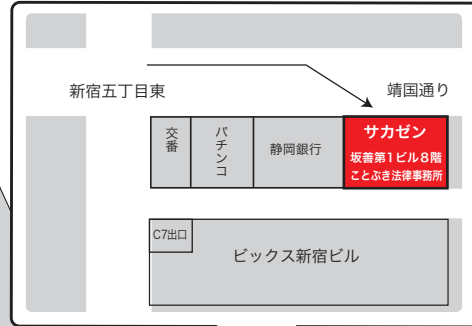 新宿五丁目東
靖国通り
交番
パチンコ
静岡銀行
サカゼン
坂善第1ビル8階
ことぶき法律事務所
C7出口
ビックス新宿ビル